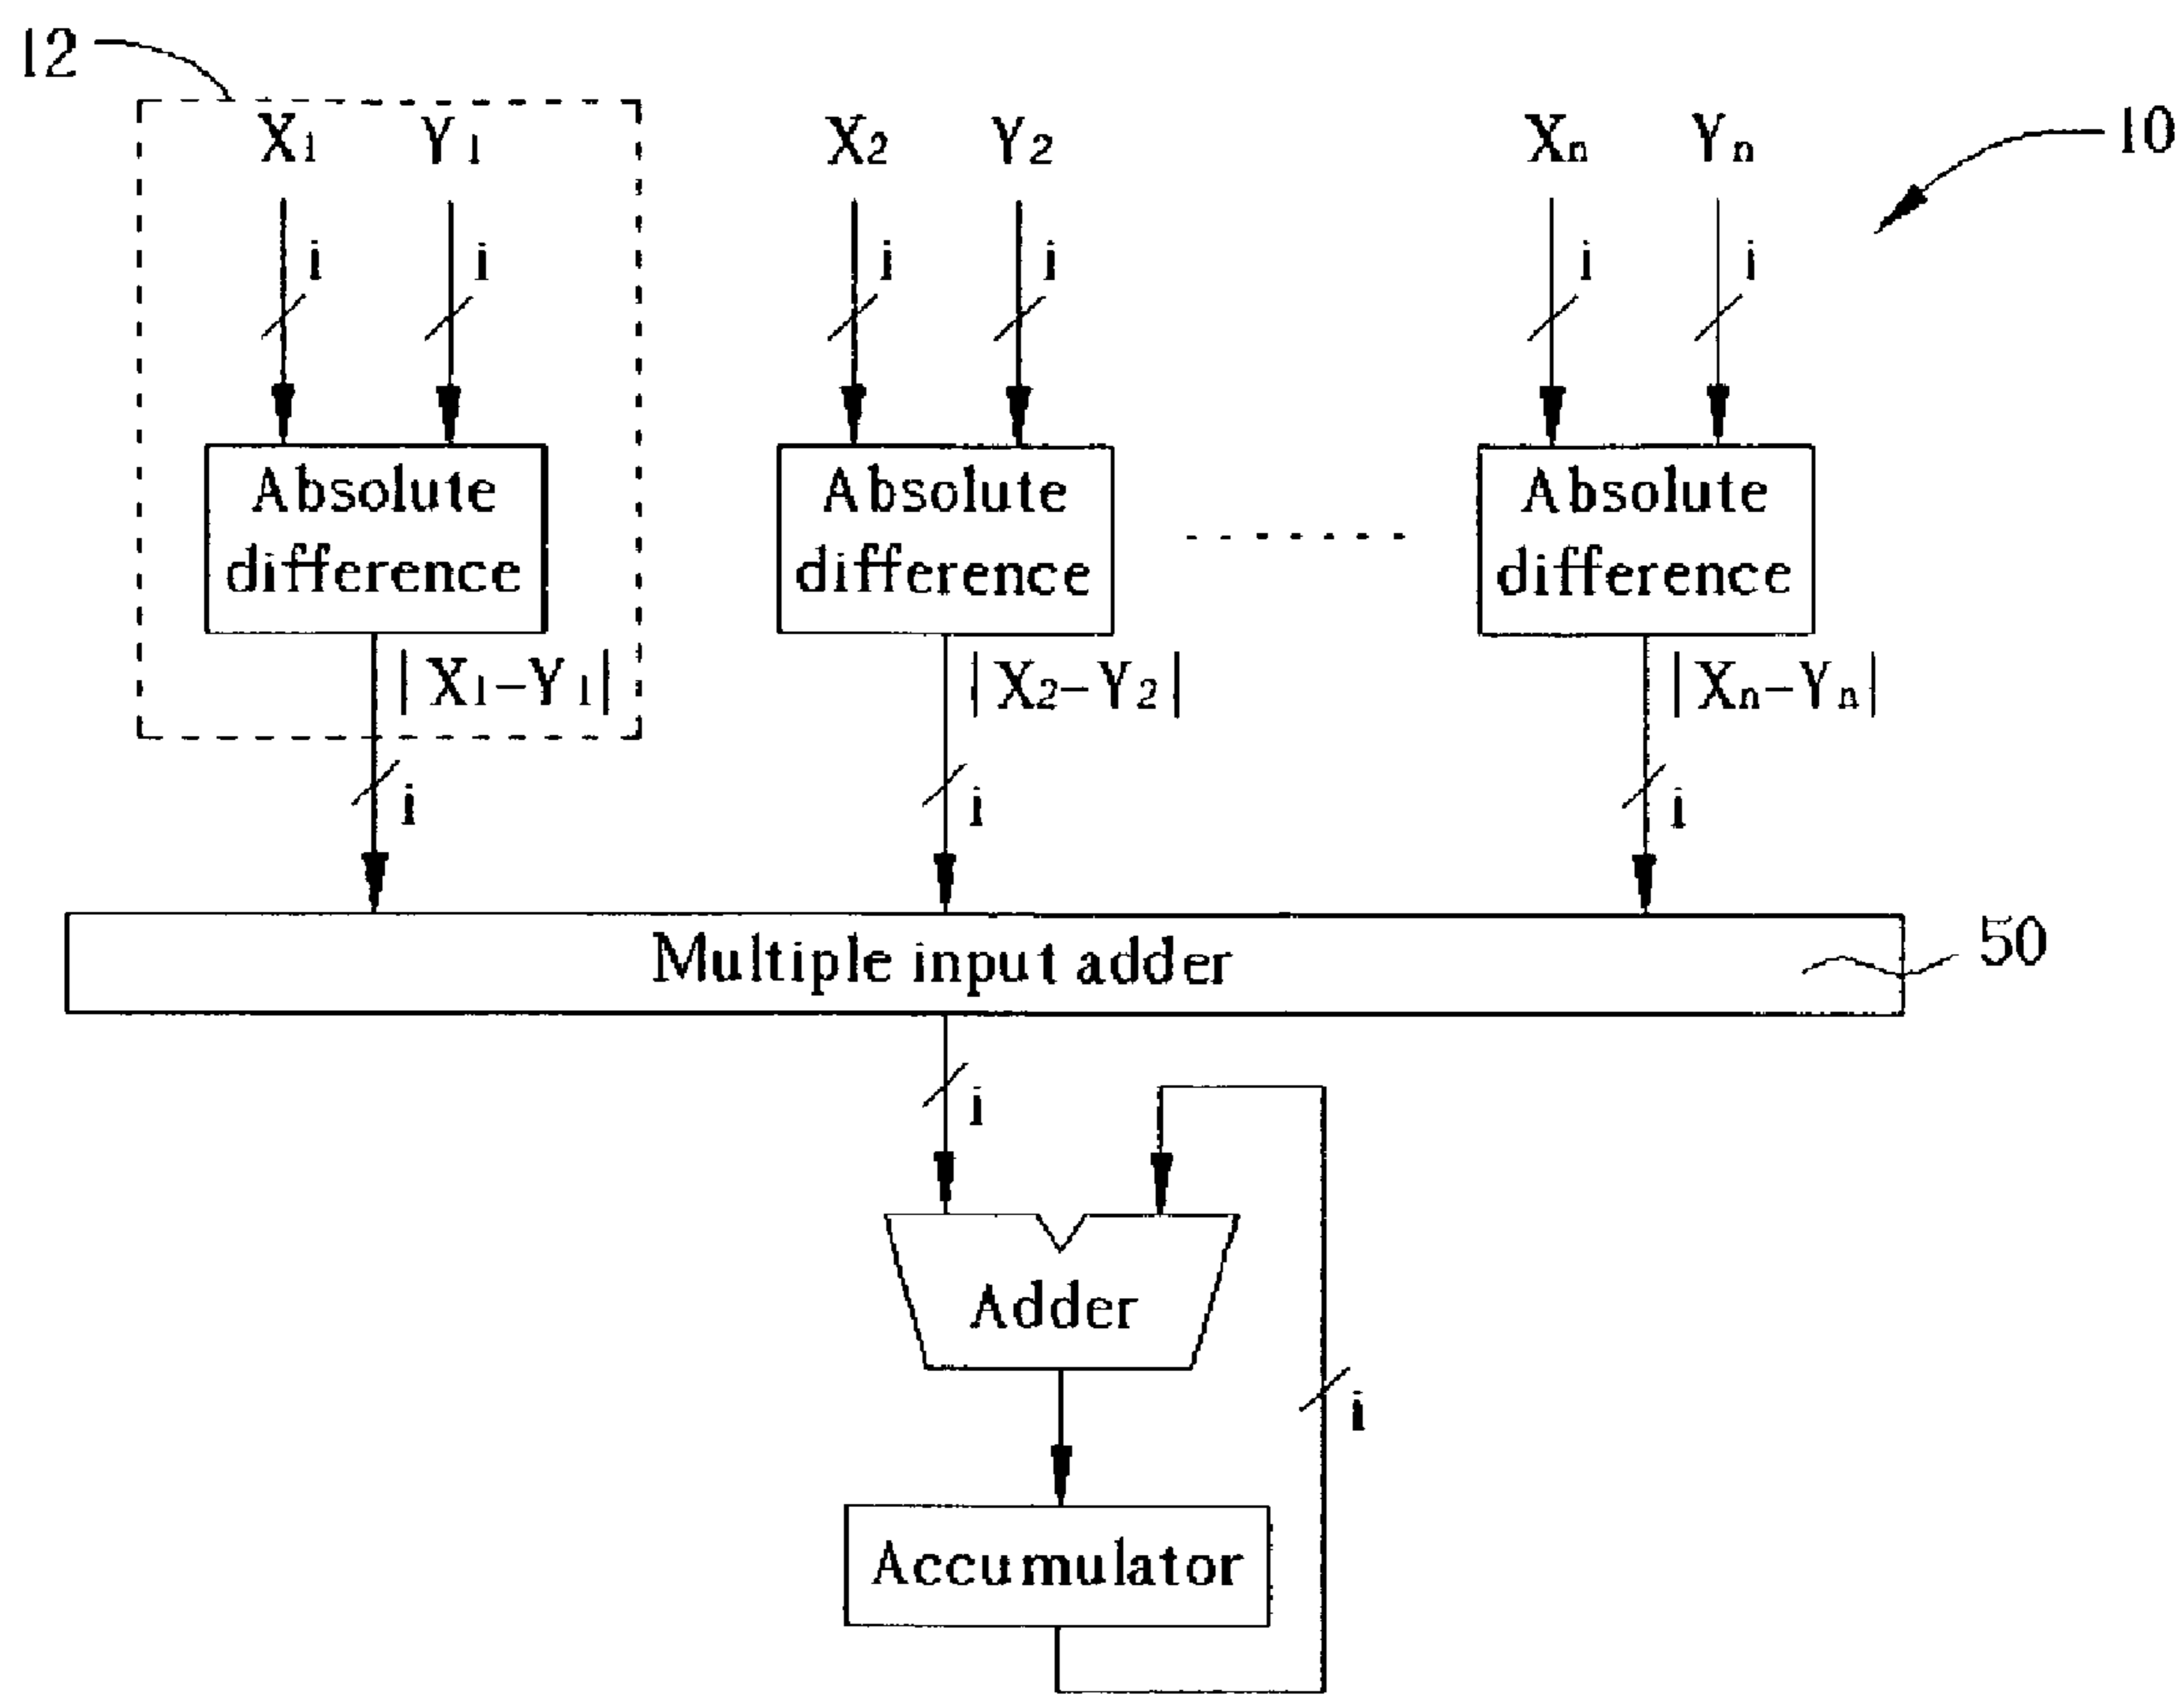 12
10
X1 Y1 X2 Y2 Xn Yn
i i i i i i
Absolute difference
Absolute difference
Absolute difference
|X1-Y1| |X2-Y2| |Xn-Yn|
i i i
Multiple input adder
50
i
Adder
i
Accumulator